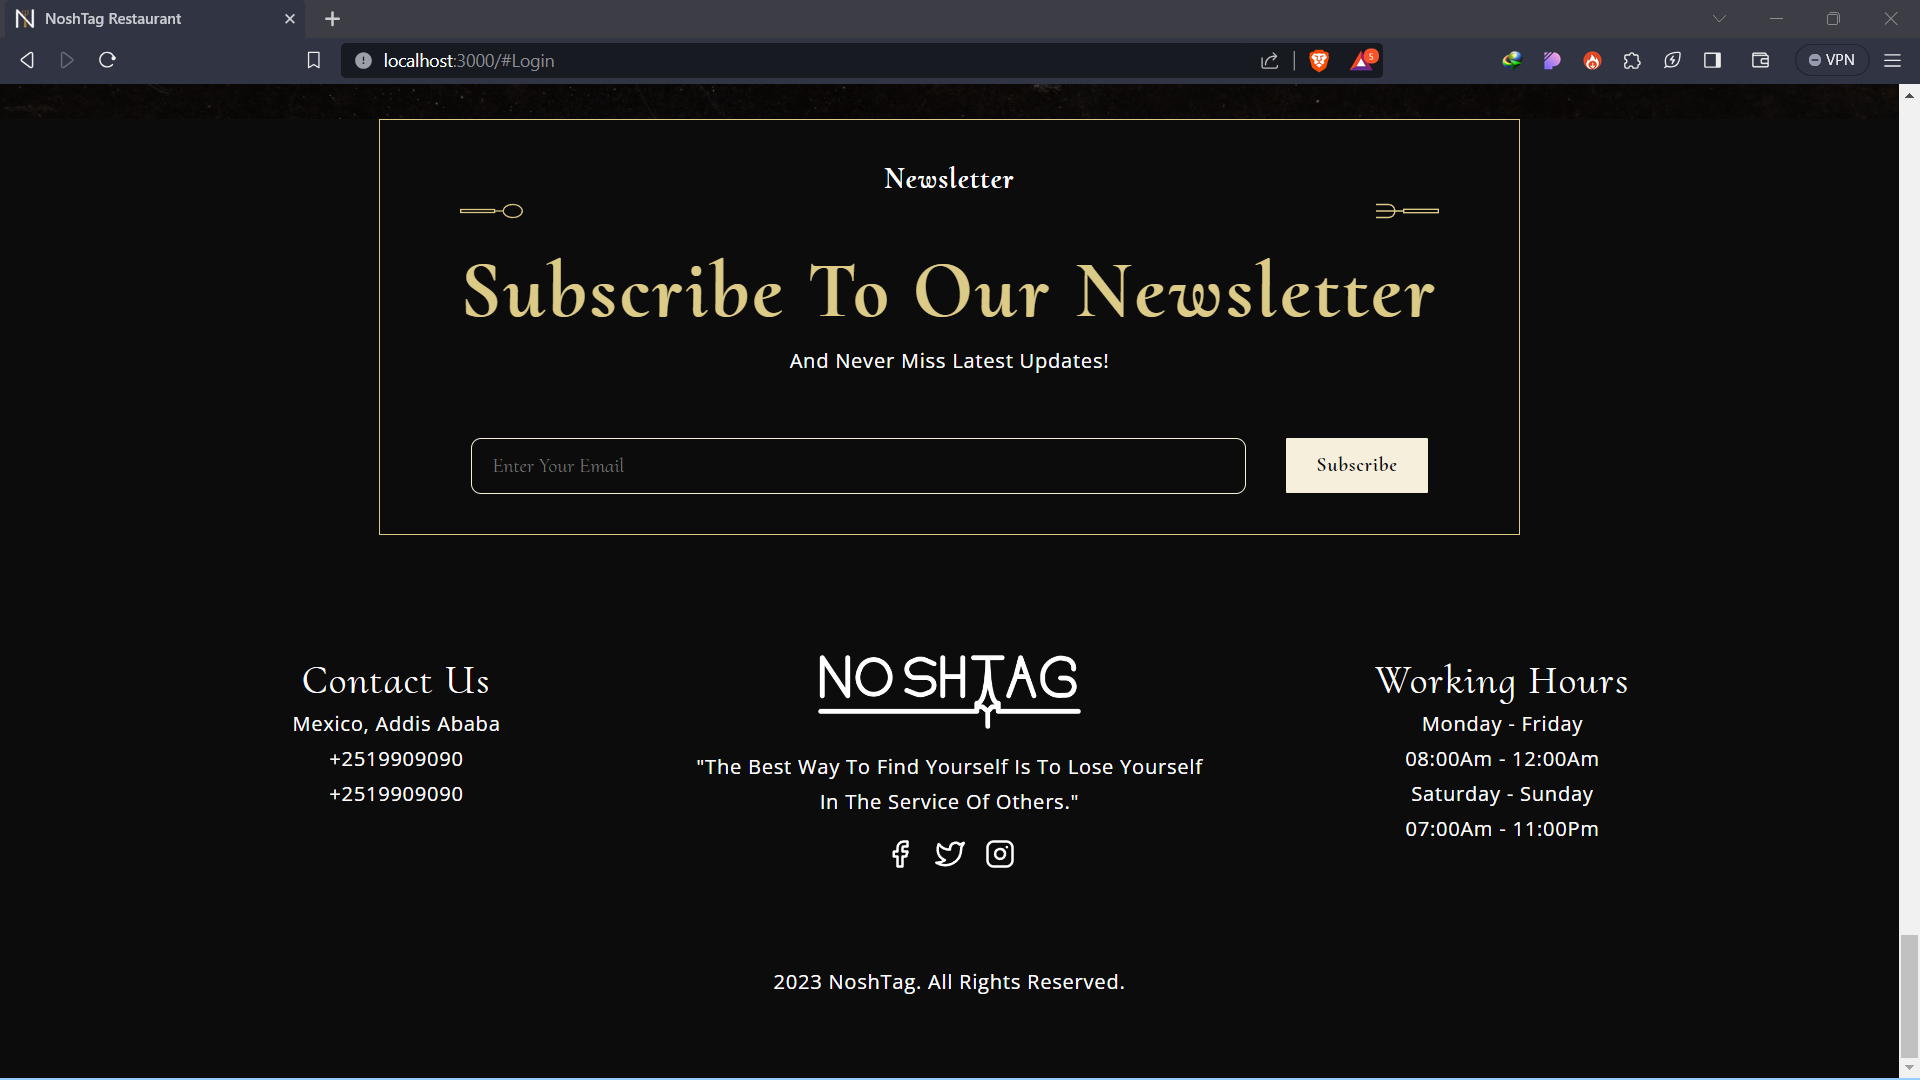 NoshTag Restaurant
localhost:3000/#Login
5
VPN
Newsletter
Subscribe To Our Newsletter
And Never Miss Latest Updates!
Enter Your Email
Subscribe
Contact Us
Mexico, Addis Ababa
+2519909090
+2519909090
NOSHTAG
"The Best Way To Find Yourself Is To Lose Yourself
In The Service Of Others."
Working Hours
Monday - Friday
08:00Am - 12:00Am
Saturday - Sunday
07:00Am - 11:00Pm
2023 NoshTag. All Rights Reserved.